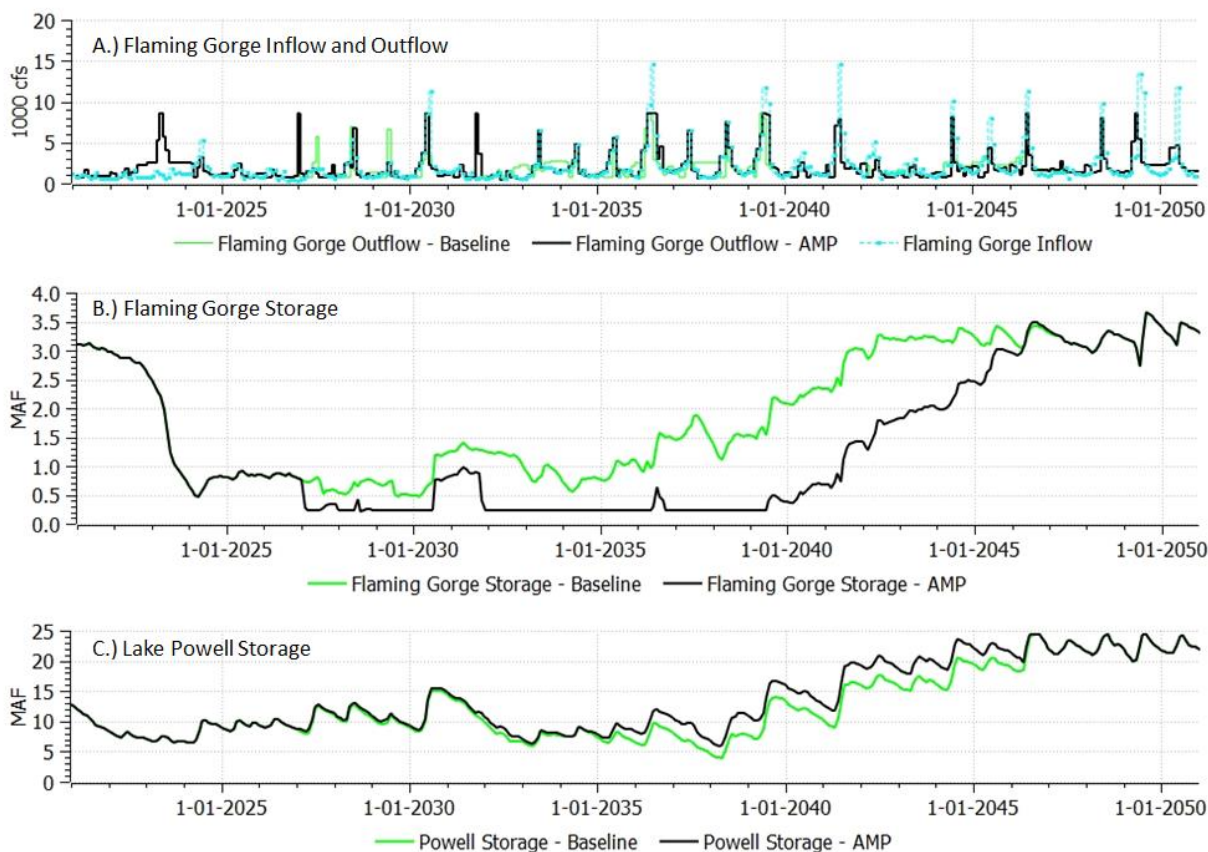 A.) Flaming Gorge Inflow and Outflow
1000 cfs
20
15
10
5
0
1-01-2025 1-01-2030 1-01-2035 1-01-2040 1-01-2045 1-01-2050
Flaming Gorge Outflow - Baseline Flaming Gorge Outflow - AMP Flaming Gorge Inflow
B.) Flaming Gorge Storage
MAF
4.0
3.5
3.0
2.5
2.0
1.5
1.0
0.5
0.0
1-01-2025 1-01-2030 1-01-2035 1-01-2040 1-01-2045 1-01-2050
Flaming Gorge Storage - Baseline Flaming Gorge Storage - AMP
C.) Lake Powell Storage
MAF
25
20
15
10
5
0
1-01-2025 1-01-2030 1-01-2035 1-01-2040 1-01-2045 1-01-2050
Powell Storage - Baseline Powell Storage - AMP